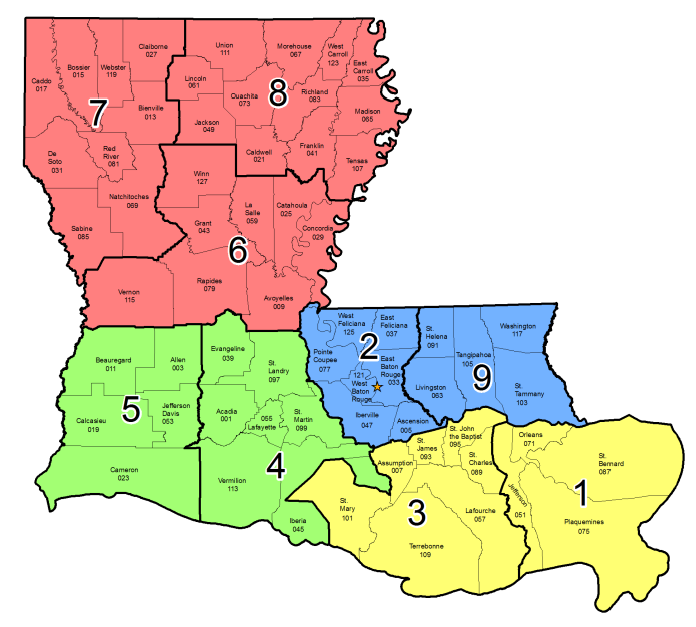 Claiborne
027
Union
111
Morehouse
067
West
Carroll
123
East
Carroll
035
Bossier
015
Webster
119
Caddo
017
Lincoln
061
Ouachita
073
Richland
083
8
7
Bienville
013
Madison
065
Jackson
049
Caldwell
021
Franklin
041
Tensas
107
De
Soto
031
Red
River
081
Winn
127
Natchitoches
069
La
Salle
059
Catahoula
025
Concordia
029
Sabine
085
Grant
043
6
Vernon
115
Rapides
079
Avoyelles
009
West
Feliciana
125
East
Feliciana
037
St.
Helena
091
Washington
117
2
Evangeline
039
Beauregard
011
Allen
003
St.
Landry
097
Pointe
Coupee
077
East
Baton
Rouge
033
Tangipahoa
105
121
West
Baton
Rouge
9
Livingston
063
St.
Tammany
103
5
Jefferson
Davis
053
Calcasieu
019
Acadia
001
055
Lafayette
St.
Martin
099
Iberville
047
Ascension
005
St.
James
093
St. John
the Baptist
095
Orleans
071
St.
Bernard
087
Cameron
023
Vermilion
113
4
Assumption
007
St.
Charles
089
Jefferson
051
1
Iberia
045
St.
Mary
101
3
Lafourche
057
Plaquemines
075
Terrebonne
109